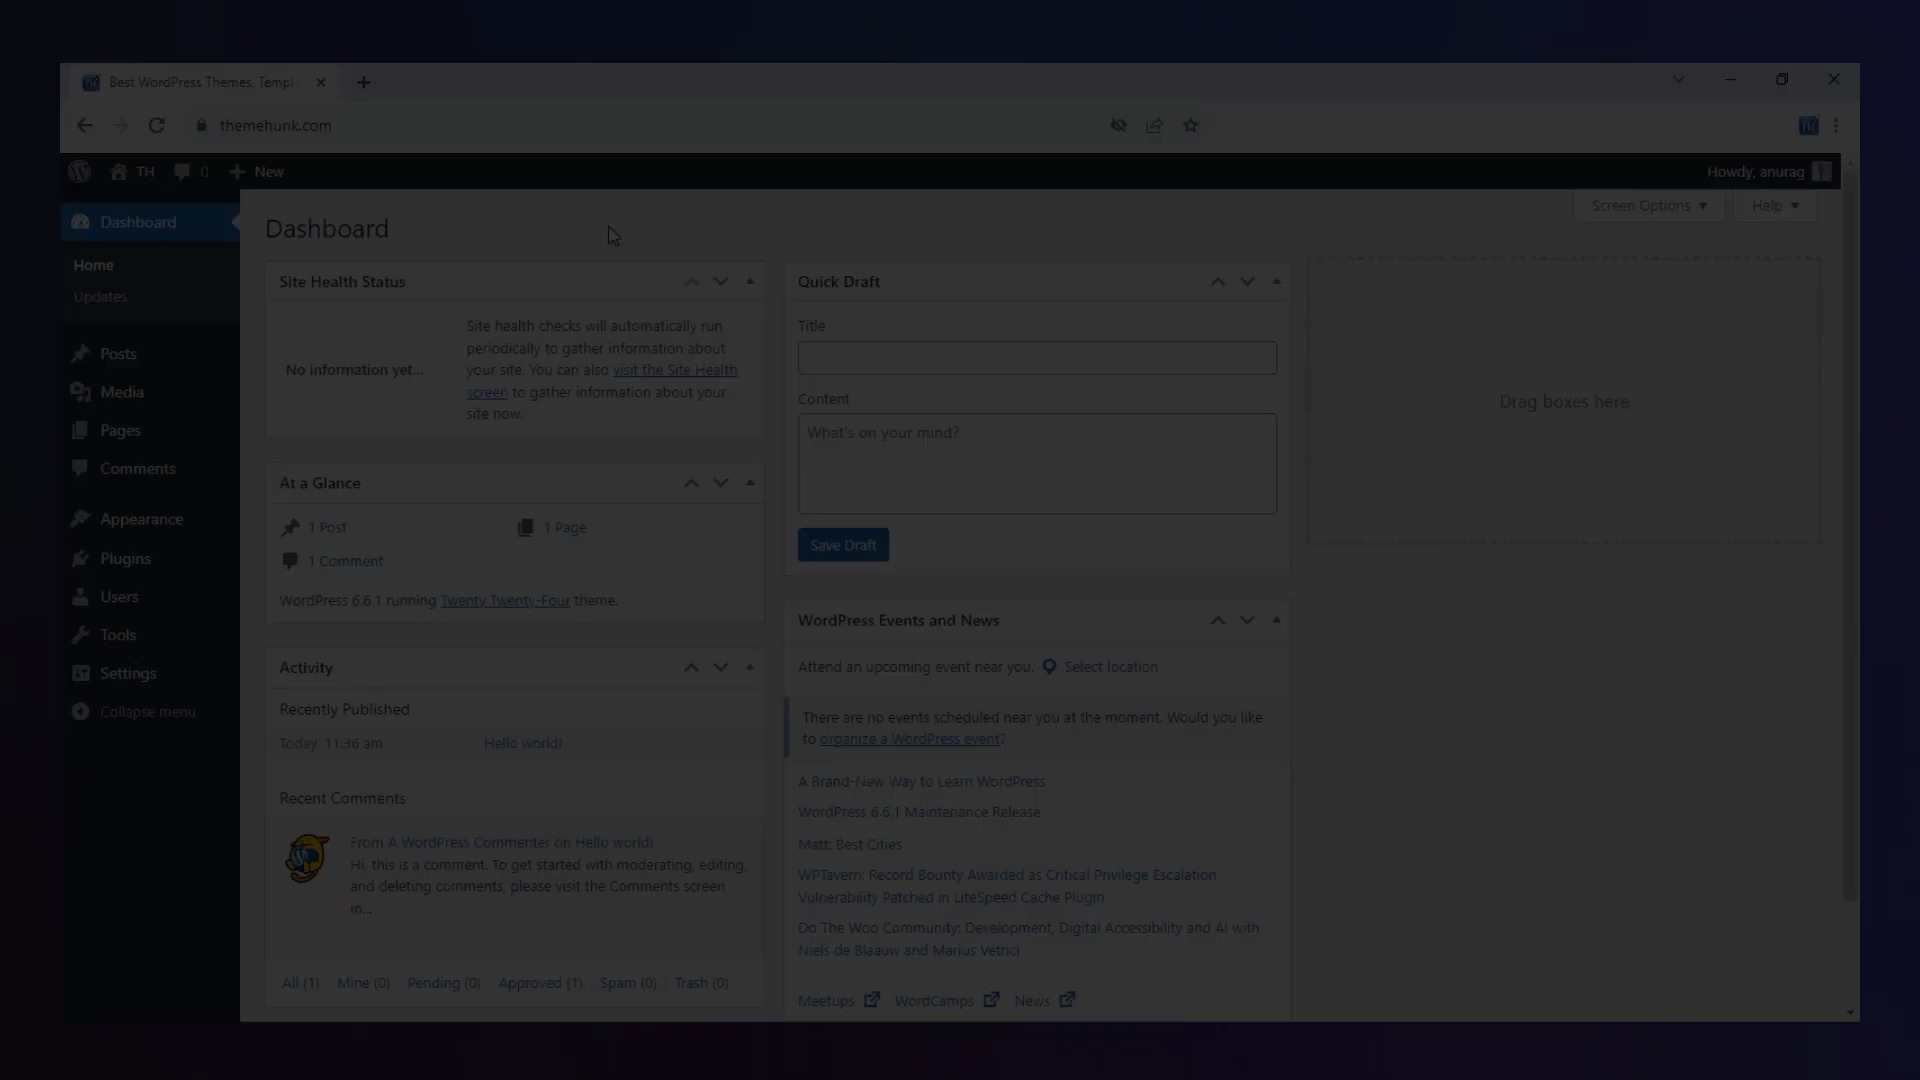 Best WordPress Themes, Templ
themehunk.com
TH 0 New
Howdy, anurag
Dashboard
Home
Updates
Posts
Media
Pages
Comments
Appearance
Plugins
Users
Tools
Settings
Collapse menu
Dashboard
Screen Options
Help
Site Health Status
No information yet...
Site health checks will automatically run
periodically to gather information about
your site. You can also visit the Site Health
screen to gather information about your
site now.
At a Glance
1 Post
1 Page
1 Comment
WordPress 6.6.1 running Twenty Twenty-Four theme.
Activity
Recently Published
Today, 11:36 am
Hello world!
Recent Comments
From A WordPress Commenter on Hello world!
Hi, this is a comment. To get started with moderating, editing,
and deleting comments, please visit the Comments screen
in...
All (1) Mine (0) Pending (0) Approved (1) Spam (0) Trash (0)
Quick Draft
Title
Content
What's on your mind?
Save Draft
WordPress Events and News
Attend an upcoming event near you. Select location
There are no events scheduled near you at the moment. Would you like
to organize a WordPress event?
A Brand-New Way to Learn WordPress
WordPress 6.6.1 Maintenance Release
Matt: Best Cities
WPTavern: Record Bounty Awarded as Critical Privilege Escalation
Vulnerability Patched in LiteSpeed Cache Plugin
Do The Woo Community: Development, Digital Accessibility and AI with
Niels de Blaauw and Marius Vetrici
Meetups WordCamps News
Drag boxes here